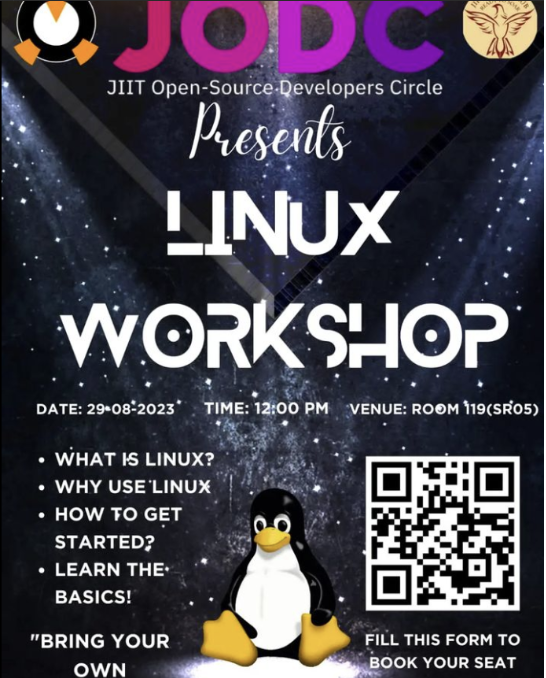 JODC
JIIT Open-Source Developers Circle
Presents
LINUX
WORKSHOP
DATE: 29-08-2023 TIME: 12:00 PM VENUE: ROOM 119(SR05)
• WHAT IS LINUX?
• WHY USE LINUX
• HOW TO GET
STARTED?
• LEARN THE
BASICS!
"BRING YOUR
OWN
FILL THIS FORM TO
BOOK YOUR SEAT